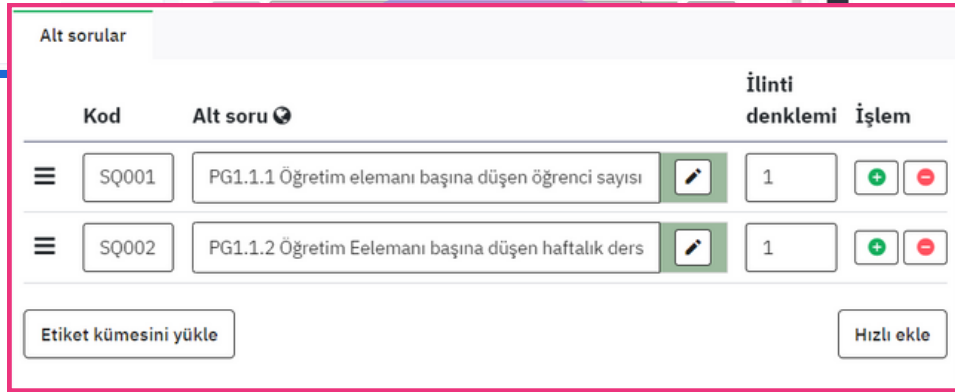 Alt sorular
Kod Alt soru İlinti denklemi İşlem
SQ001 PG1.1.1 Öğretim elemanı başına düşen öğrenci sayısı 1
SQ002 PG1.1.2 Öğretim Eelemanı başına düşen haftalık ders 1
Etiket kümesini yükle Hızlı ekle